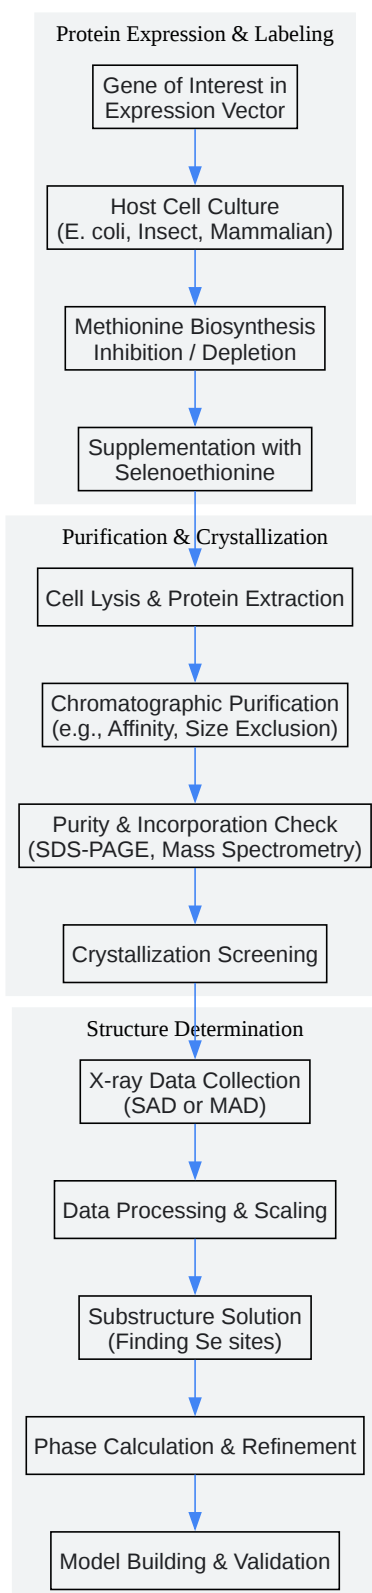 Protein Expression & Labeling
Gene of Interest in
Expression Vector
Host Cell Culture
(E. coli, Insect, Mammalian)
Methionine Biosynthesis
Inhibition / Depletion
Supplementation with
Selenoethionine
Purification & Crystallization
Cell Lysis & Protein Extraction
Chromatographic Purification
(e.g., Affinity, Size Exclusion)
Purity & Incorporation Check
(SDS-PAGE, Mass Spectrometry)
Crystallization Screening
Structure Determination
X-ray Data Collection
(SAD or MAD)
Data Processing & Scaling
Substructure Solution
(Finding Se sites)
Phase Calculation & Refinement
Model Building & Validation